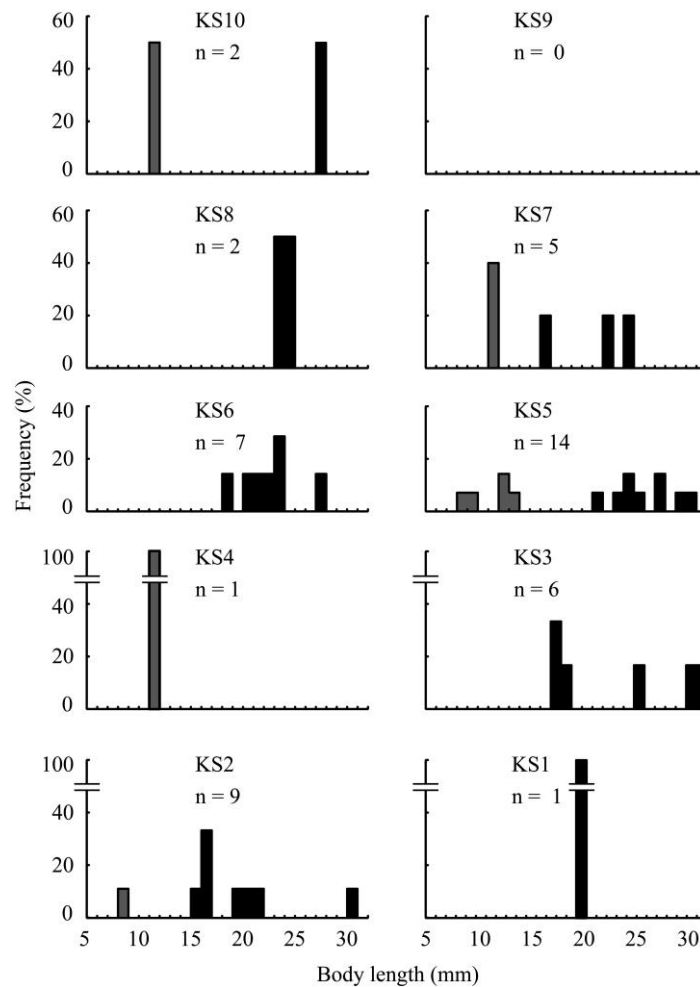 60
KS10
KS9
n = 2
n = 0
40
20
0
60
KS8
KS7
n = 2
n = 5
40
20
0
Frequency (%)
40
KS6
KS5
n = 7
n = 14
20
0
100
KS4
KS3
n = 1
n = 6
40
20
0
100
KS2
KS1
n = 9
n = 1
40
20
0
5 10 15 20 25 30
5 10 15 20 25 30
Body length (mm)